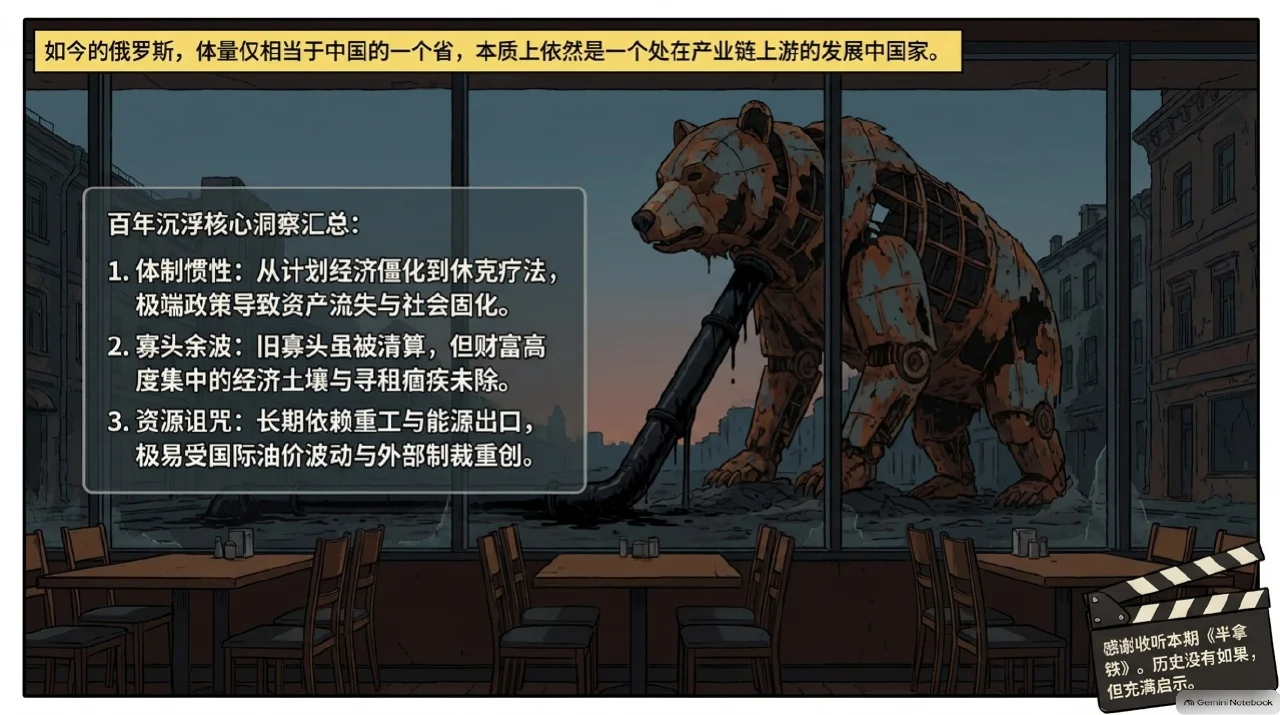 如今的俄罗斯，体量仅相当于中国的一个省，本质上依然是一个处在产业链上游的发展中国家。
百年沉浮核心洞察汇总：
1. 体制惯性：从计划经济僵化到休克疗法，
极端政策导致资产流失与社会固化。
2. 寡头余波：旧寡头虽被清算，但财富高
度集中的经济土壤与寻租痼疾未除。
3. 资源诅咒：长期依赖重工与能源出口，
极易受国际油价波动与外部制裁重创。
感谢收听本期《半拿
铁》。历史没有如果，
但充满启示。
Gemini Notebook